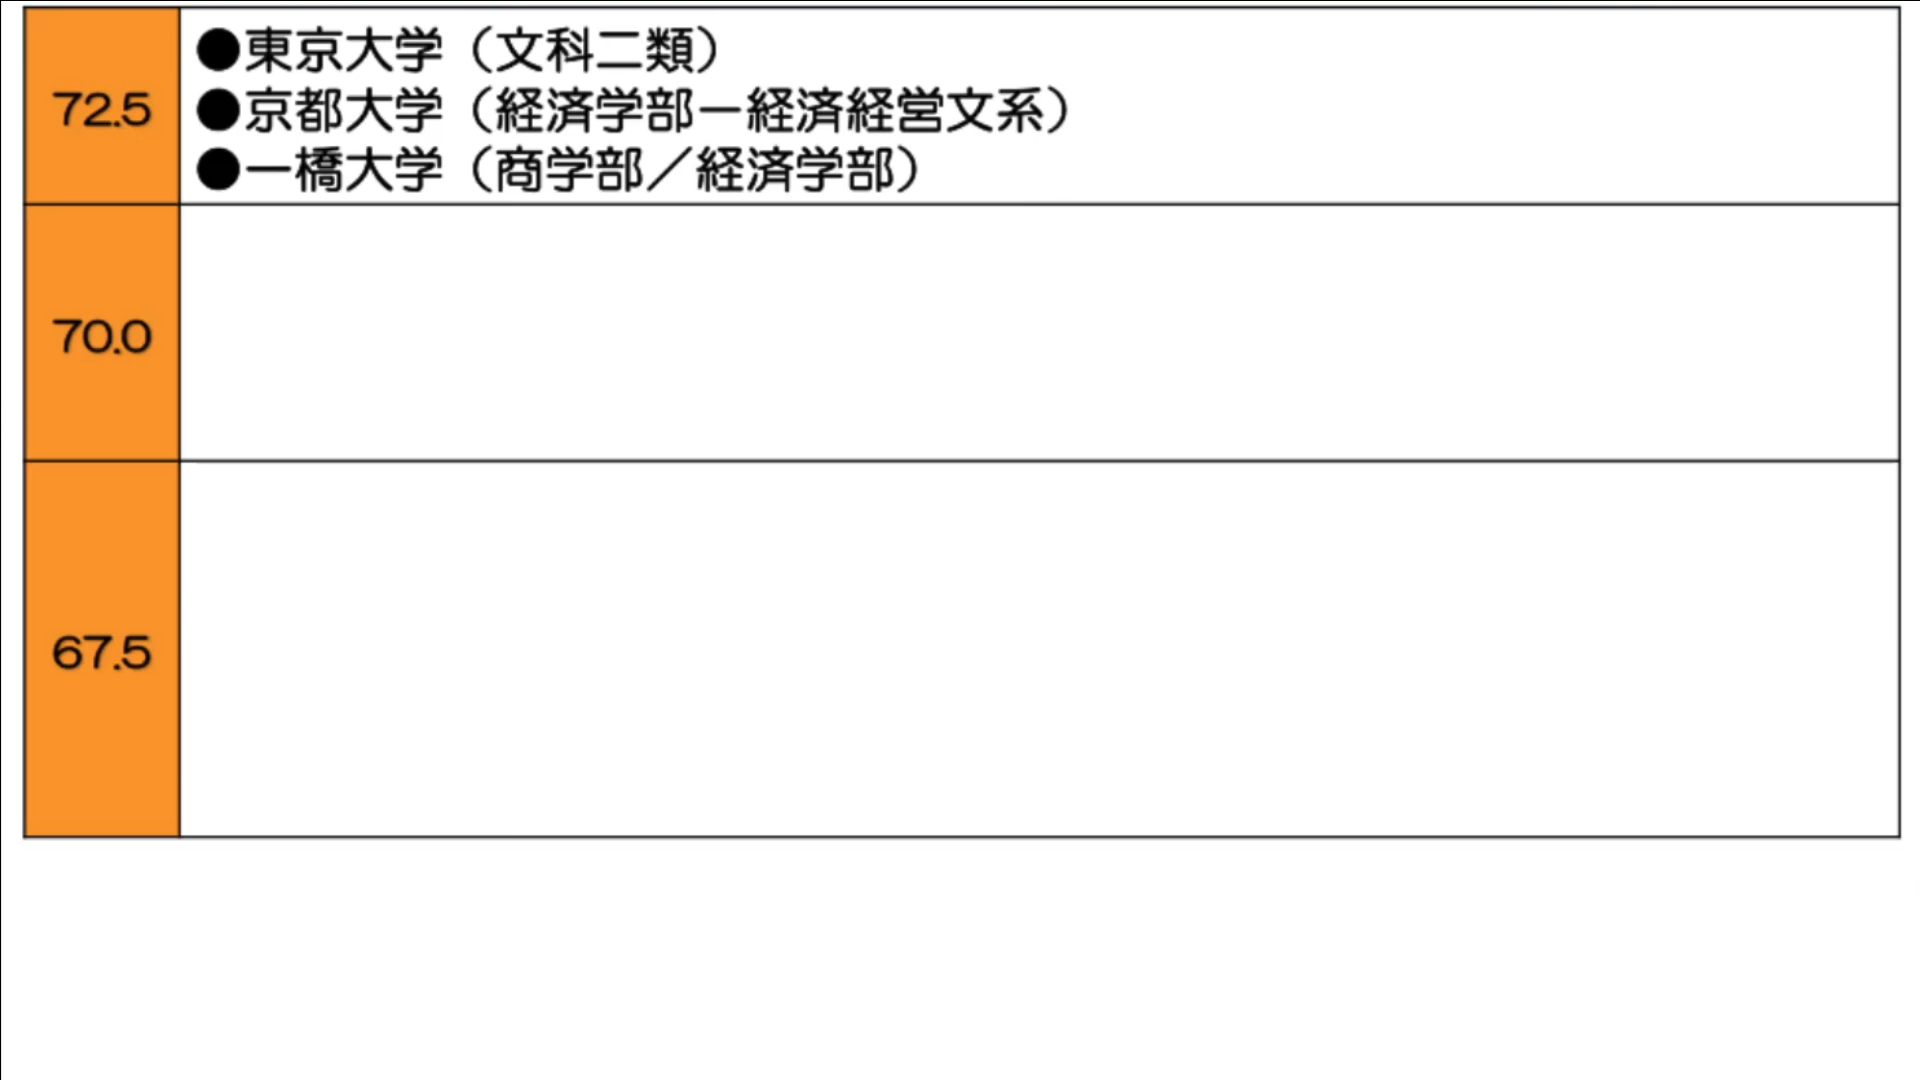 72.5
●東京大学（文科二類）
●京都大学（経済学部ー経済経営文系）
●一橋大学（商学部／経済学部）
70.0
67.5